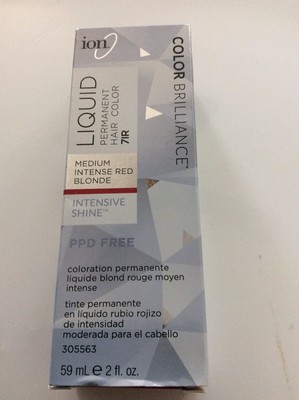 ion
COLOR BRILLIANCE™
LIQUID
PERMANENT
HAIR COLOR
7IR
MEDIUM
INTENSE RED
BLONDE
INTENSIVE
SHINE™
PPD FREE
coloration permanente
liquide blond rouge moyen
intense
tinte permanente
en líquido rubio rojizo
de intensidad
moderada para el cabello
305563
59 mL e 2 fl. oz.